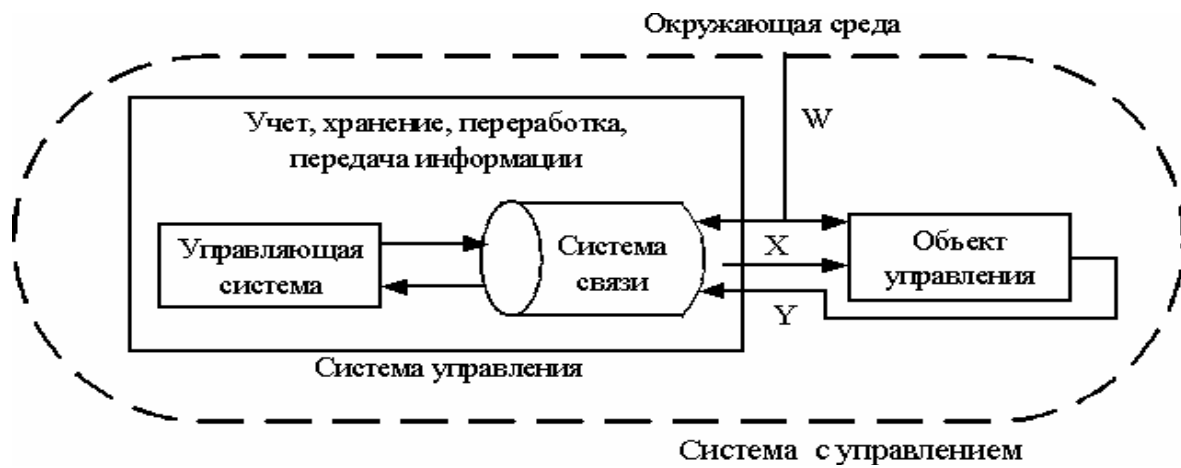 Окружающая среда
Учет, хранение, переработка,
передача информации
W
Управляющая
система
Система
связи
X
Объект
управления
Y
Система управления
Система с управлением